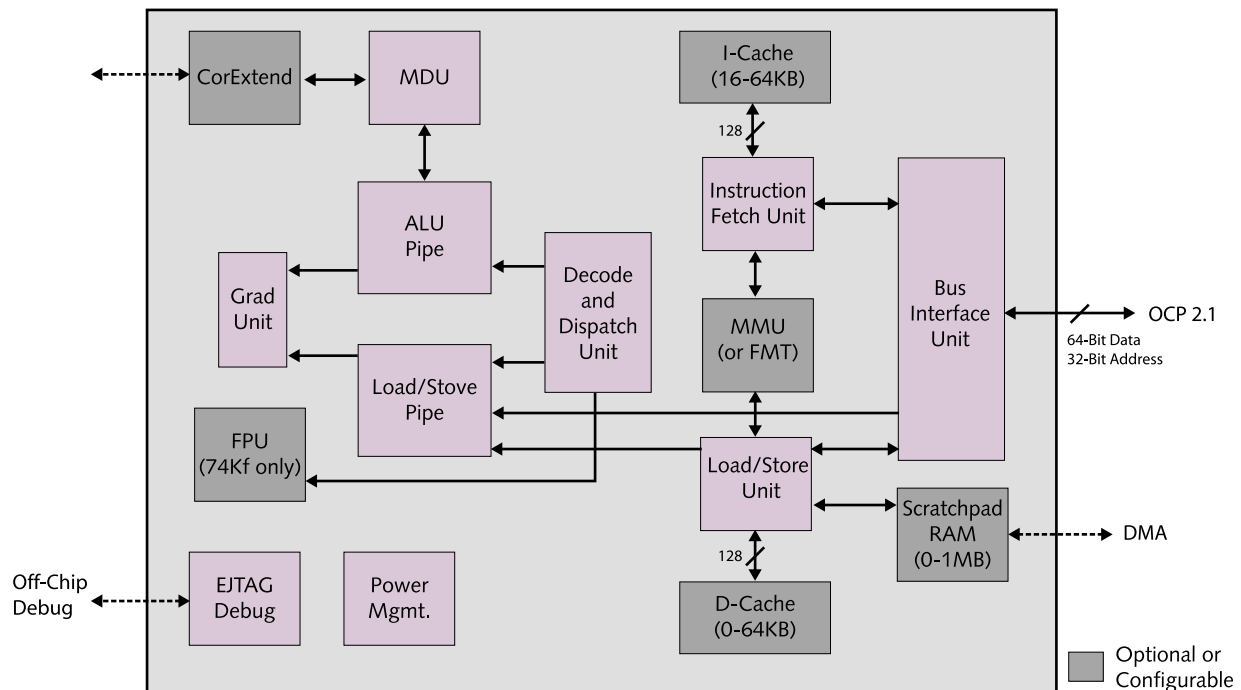 CorExtend
MDU
I-Cache
(16-64KB)
128
Instruction
Fetch Unit
ALU
Pipe
Decode
and
Dispatch
Unit
Grad
Unit
Bus
Interface
Unit
MMU
(or FMT)
OCP 2.1
64-Bit Data
32-Bit Address
Load/Stove
Pipe
FPU
(74Kf only)
Load/Store
Unit
Scratchpad
RAM
(0-1MB)
DMA
128
Off-Chip
Debug
EJTAG
Debug
Power
Mgmt.
D-Cache
(0-64KB)
Optional or
Configurable